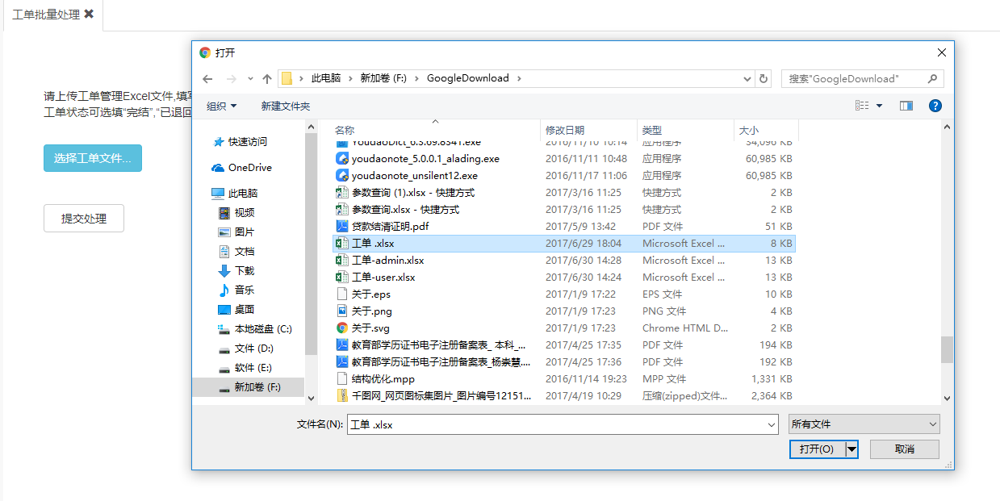 工单批量处理
打开
此电脑 新加卷 (F:) GoogleDownload
搜索"GoogleDownload"
请上传工单管理Excel文件,填写
工单状态可选填"完结","已退回
选择工单文件...
提交处理
组织 新建文件夹
快速访问
OneDrive
此电脑
视频
图片
文档
下载
音乐
桌面
本地磁盘 (C:)
文件 (D:)
软件 (E:)
新加卷 (F:)
名称 修改日期 类型 大小
YoudaoDict_6.3.69.8341.exe 2016/11/10 10:14 应用程序 34,096 KB
youdaonote_5.0.0.1_alading.exe 2016/11/11 10:48 应用程序 60,985 KB
youdaonote_unsilent12.exe 2016/11/17 11:06 应用程序 60,985 KB
参数查询 (1).xlsx - 快捷方式 2017/3/16 11:25 快捷方式 2 KB
参数查询.xlsx - 快捷方式 2017/3/16 11:25 快捷方式 2 KB
贷款结清证明.pdf 2017/5/9 13:42 PDF 文件 51 KB
工单 .xlsx 2017/6/29 18:04 Microsoft Excel ... 8 KB
工单-admin.xlsx 2017/6/30 14:28 Microsoft Excel ... 13 KB
工单-user.xlsx 2017/6/30 14:24 Microsoft Excel ... 13 KB
关于.eps 2017/1/9 17:22 EPS 文件 10 KB
关于.png 2017/1/9 17:23 PNG 文件 4 KB
关于.svg 2017/1/9 17:23 Chrome HTML D... 2 KB
教育部学历证书电子注册备案表_ 本科_... 2017/4/25 17:35 PDF 文件 194 KB
教育部学历证书电子注册备案表_杨崇慧.... 2017/4/25 17:36 PDF 文件 192 KB
结构优化.mpp 2016/11/14 19:23 MPP 文件 1,331 KB
千图网_网页图标集图片_图片编号12151... 2017/4/19 10:29 压缩(zipped)文件... 2,364 KB
文件名(N): 工单 .xlsx 所有文件
打开(O) 取消